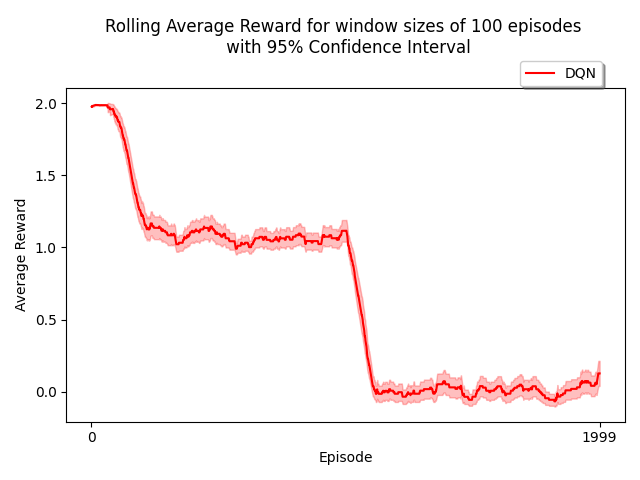 Rolling Average Reward for window sizes of 100 episodes
with 95% Confidence Interval
DQN
2.0
1.5
1.0
0.5
0.0
Average Reward
0
1999
Episode